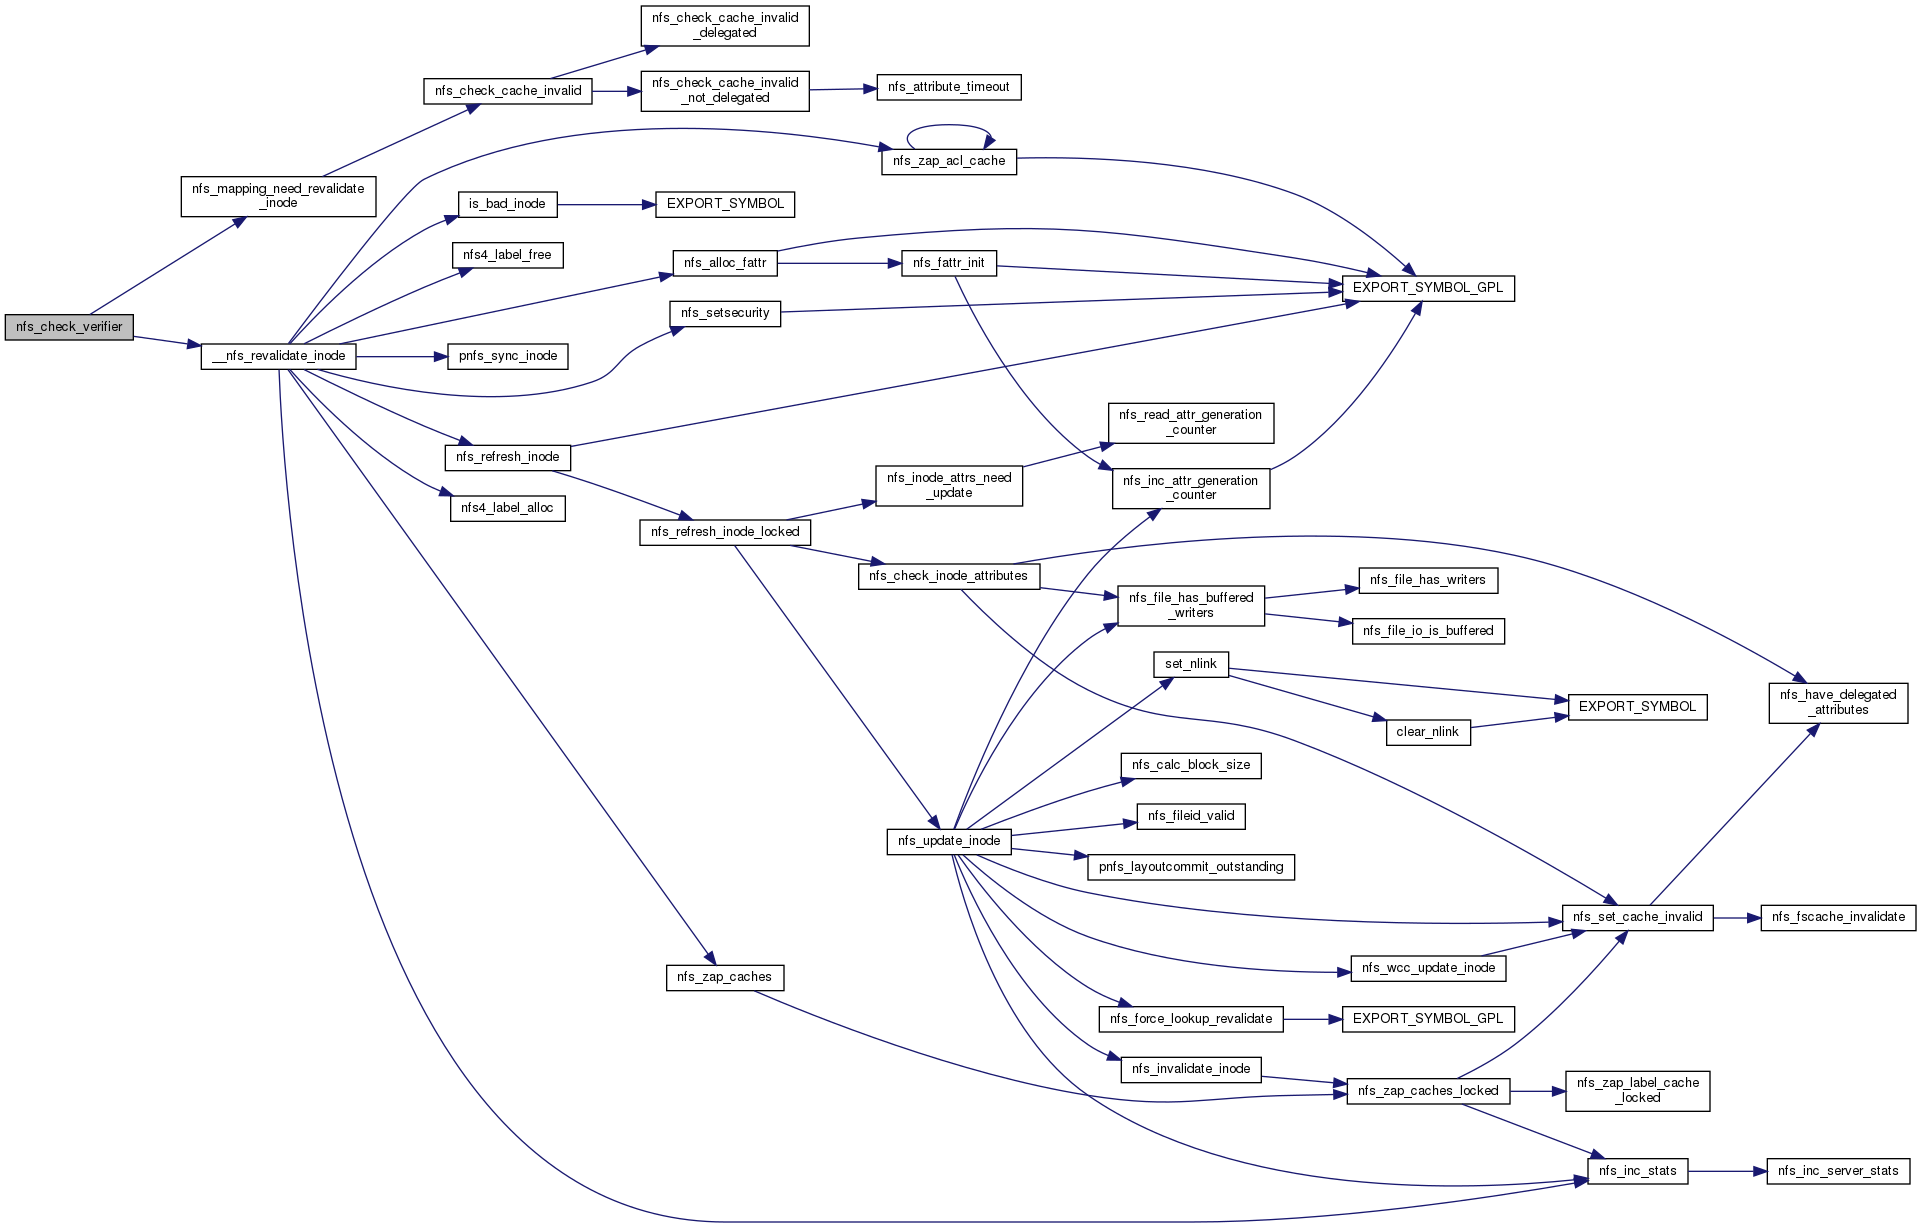 nfs_check_cache_invalid
_delegated
nfs_check_cache_invalid
nfs_check_cache_invalid
_not_delegated
nfs_attribute_timeout
nfs_zap_acl_cache
nfs_mapping_need_revalidate
_inode
is_bad_inode
EXPORT_SYMBOL
nfs4_label_free
nfs_alloc_fattr
nfs_fattr_init
EXPORT_SYMBOL_GPL
nfs_setsecurity
nfs_check_verifier
__nfs_revalidate_inode
pnfs_sync_inode
nfs_read_attr_generation
_counter
nfs_refresh_inode
nfs_inode_attrs_need
_update
nfs_inc_attr_generation
_counter
nfs4_label_alloc
nfs_refresh_inode_locked
nfs_check_inode_attributes
nfs_file_has_buffered
_writers
nfs_file_has_writers
nfs_file_io_is_buffered
set_nlink
nfs_have_delegated
_attributes
EXPORT_SYMBOL
clear_nlink
nfs_calc_block_size
nfs_fileid_valid
nfs_update_inode
pnfs_layoutcommit_outstanding
nfs_set_cache_invalid
nfs_fscache_invalidate
nfs_wcc_update_inode
nfs_zap_caches
nfs_force_lookup_revalidate
EXPORT_SYMBOL_GPL
nfs_invalidate_inode
nfs_zap_caches_locked
nfs_zap_label_cache
_locked
nfs_inc_stats
nfs_inc_server_stats